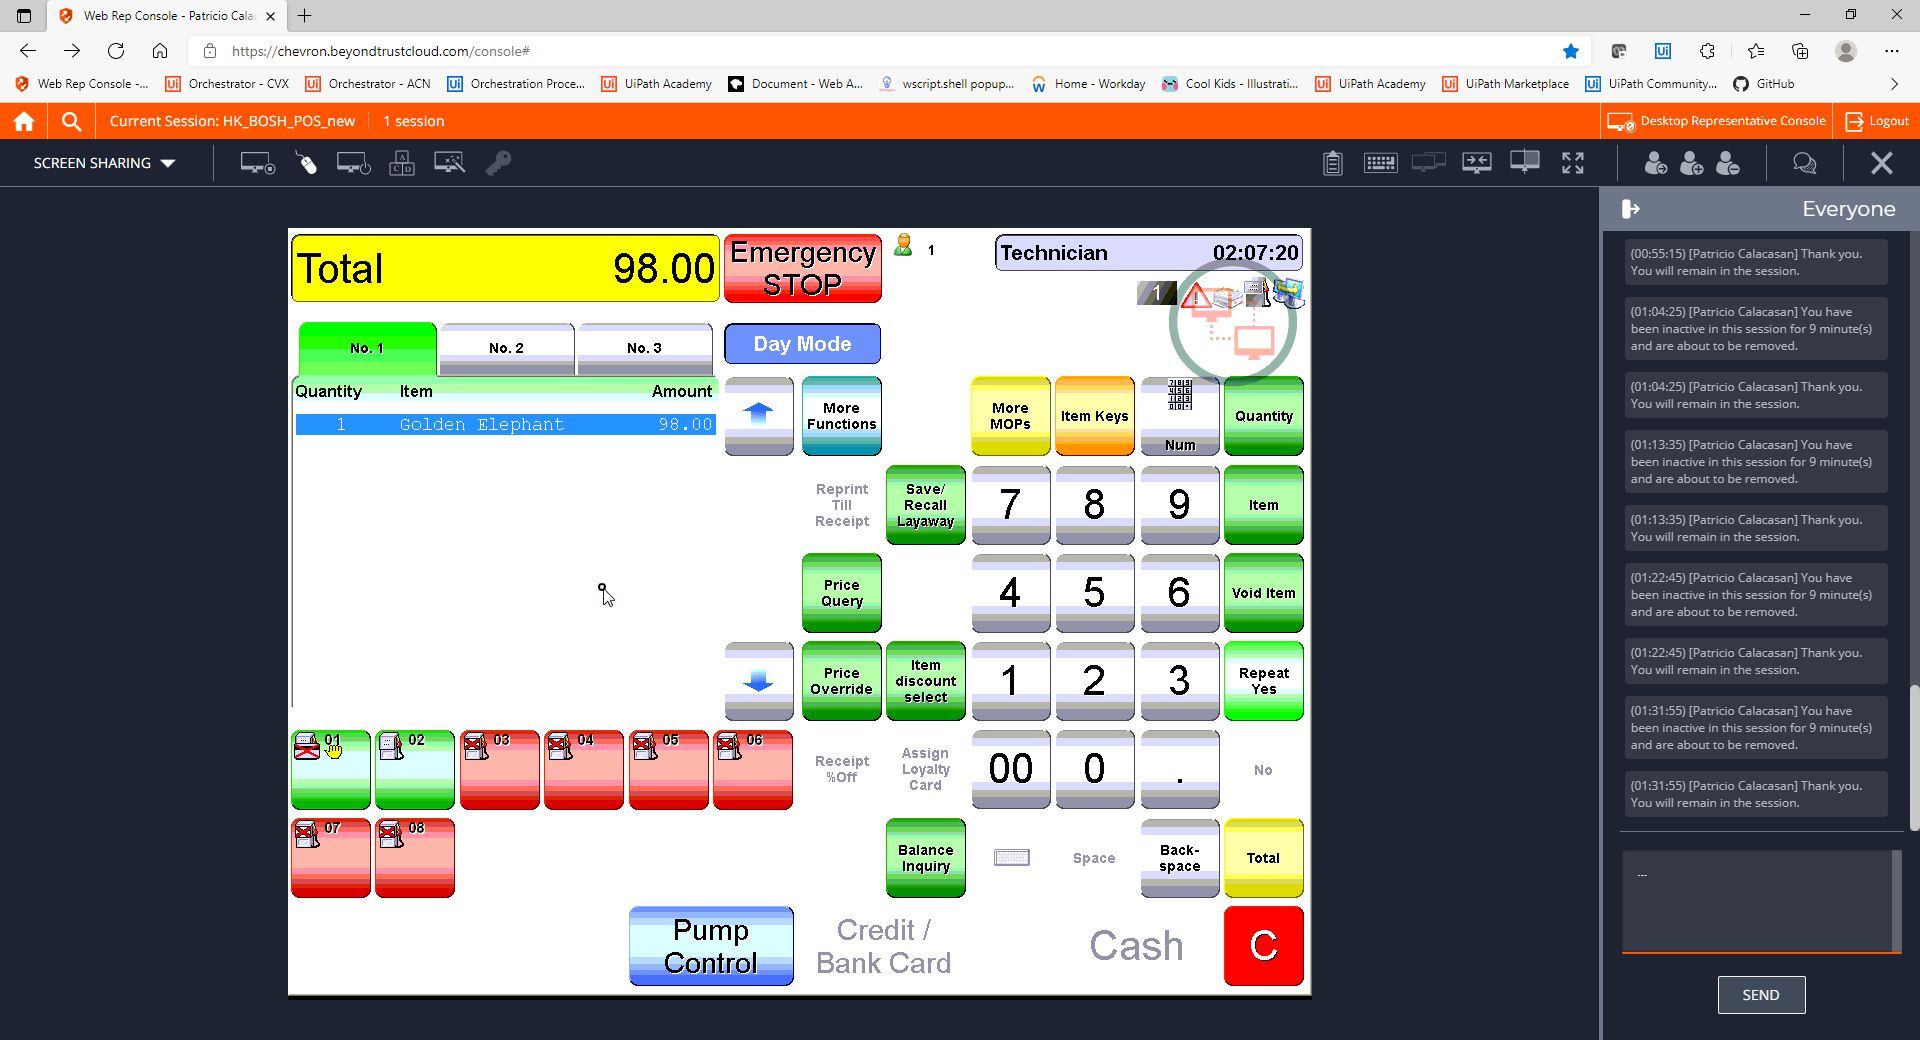 Web Rep Console - Patricio Cala
https://chevron.beyondtrustcloud.com/console#
Web Rep Console -...
Orchestrator - CVX
Orchestrator - ACN
Orchestration Proce...
UiPath Academy
Document - Web A...
wscript.shell popup...
Home - Workday
Cool Kids - Illustrati...
UiPath Academy
UiPath Marketplace
UiPath Community...
GitHub
Current Session: HK_BOSH_POS_new
1 session
Desktop Representative Console
Logout
SCREEN SHARING
Everyone
Total 98.00
Emergency
STOP
1
Technician 02:07:20
1
No. 1
No. 2
No. 3
Day Mode
Quantity Item Amount
1 Golden Elephant 98.00
More
Functions
More
MOPs
Item Keys
Num
Quantity
Reprint
Till
Receipt
Save/
Recall
Layaway
7
8
9
Item
Price
Query
4
5
6
Void Item
Price
Override
Item
discount
select
1
2
3
Repeat
Yes
01
02
03
04
05
06
Receipt
%Off
Assign
Loyalty
Card
00
0
.
No
07
08
Balance
Inquiry
Space
Back-
space
Total
Pump
Control
Credit /
Bank Card
Cash
C
(00:55:15) [Patricio Calacasan] Thank you.
You will remain in the session.
(01:04:25) [Patricio Calacasan] You have
been inactive in this session for 9 minute(s)
and are about to be removed.
(01:04:25) [Patricio Calacasan] Thank you.
You will remain in the session.
(01:13:35) [Patricio Calacasan] You have
been inactive in this session for 9 minute(s)
and are about to be removed.
(01:13:35) [Patricio Calacasan] Thank you.
You will remain in the session.
(01:22:45) [Patricio Calacasan] You have
been inactive in this session for 9 minute(s)
and are about to be removed.
(01:22:45) [Patricio Calacasan] Thank you.
You will remain in the session.
(01:31:55) [Patricio Calacasan] You have
been inactive in this session for 9 minute(s)
and are about to be removed.
(01:31:55) [Patricio Calacasan] Thank you.
You will remain in the session.
...
SEND